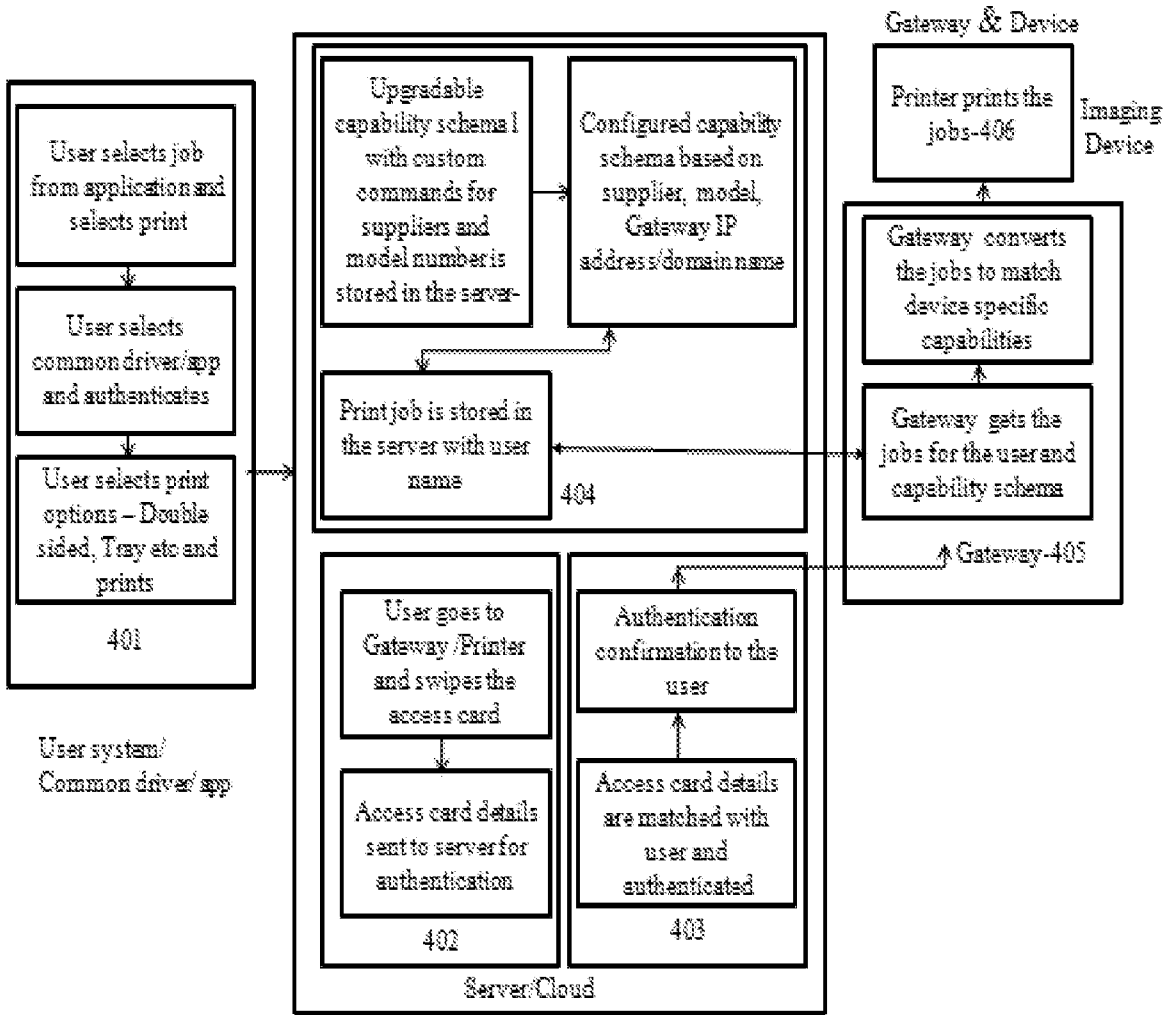 User selects job
from application and
selects print
User selects
common driver/app
and authenticates
User selects print
options – Double
sided, Tray etc and
prints
401
User system/
Common driver/ app
Upgradable
capability schema l
with custom
commands for
suppliers and
model number is
stored in the server-
Configured capability
schema based on
supplier, model,
Gateway IP
address/domain name
Print job is stored in
the server with user
name
404
User goes to
Gateway /Printer
and swipes the
access card
Access card details
sent to server for
authentication
402
Authentication
confirmation to the
user
Access card details
are matched with
user and
authenticated
403
Server/Cloud
Gateway & Device
Printer prints the
jobs-406
Imaging
Device
Gateway converts
the jobs to match
device specific
capabilities
Gateway gets the
jobs for the user and
capability schema
Gateway-405